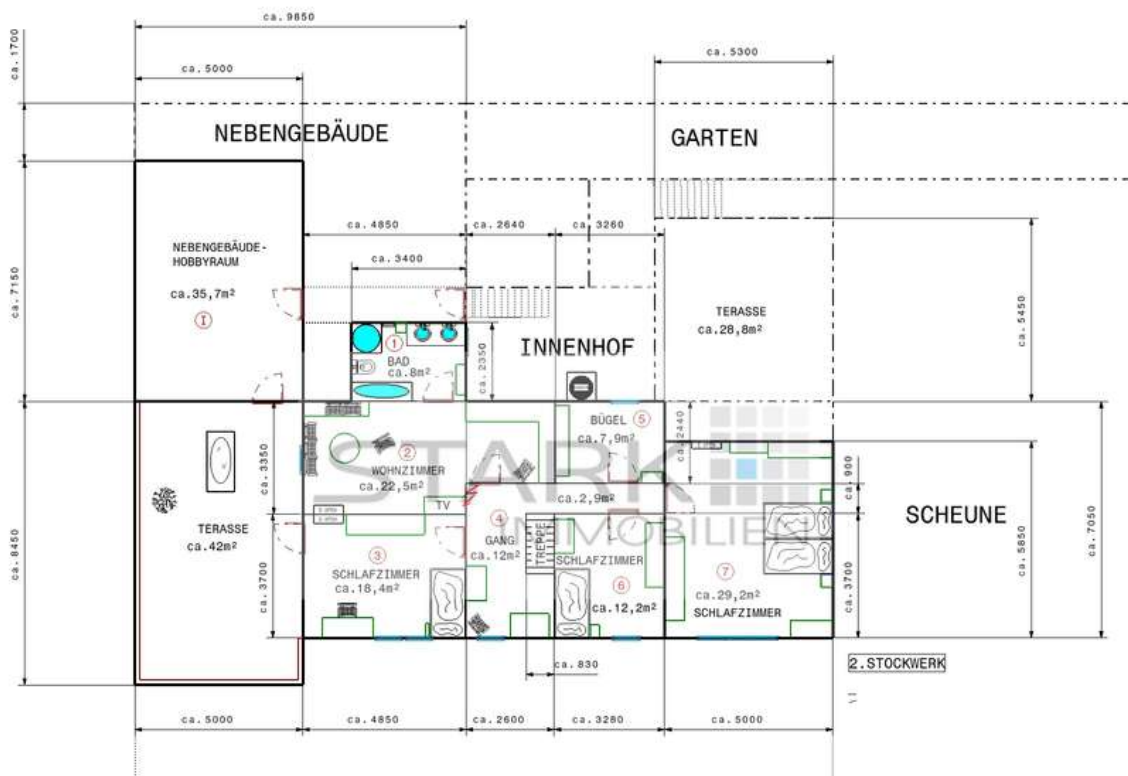 ca.9850
ca.1700
ca.5000
ca.5300
NEBENGEBÄUDE
GARTEN
ca.4850
ca.2640
ca.3260
NEBENGEBÄUDE-
HOBBYRAUM
ca.35,7m²
I
ca.3400
ca.7150
TERASSE
ca.28,8m²
ca.5450
1
BAD
ca.8m²
ca.2350
INNENHOF
BÜGEL 5
ca.7,9m²
ca.2440
2
WOHNZIMMER
ca.22,5m²
STARK
IMMOBILIEN
ca.3350
ca.900
TV
ca.2,9m²
TERASSE
ca.42m²
4
GANG
ca.12m²
TREPPE
SCHEUNE
ca.8450
3
SCHLAFZIMMER
ca.18,4m²
SCHLAFZIMMER
6
ca.12,2m²
7
ca.29,2m²
SCHLAFZIMMER
ca.3700
ca.3700
ca.5850
ca.7050
ca.830
2.STOCKWERK
ca.5000
ca.4850
ca.2600
ca.3280
ca.5000